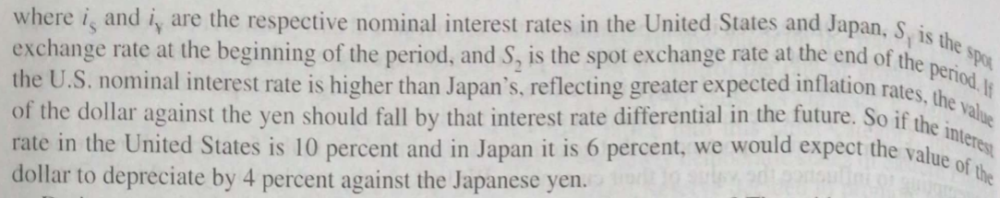 where i$ and i¥ are the respective nominal interest rates in the United States and Japan, S₁ is the spot
exchange rate at the beginning of the period, and S₂ is the spot exchange rate at the end of the period. If
the U.S. nominal interest rate is higher than Japan's, reflecting greater expected inflation rates, the value
of the dollar against the yen should fall by that interest rate differential in the future. So if the interest
rate in the United States is 10 percent and in Japan it is 6 percent, we would expect the value of the
dollar to depreciate by 4 percent against the Japanese yen.